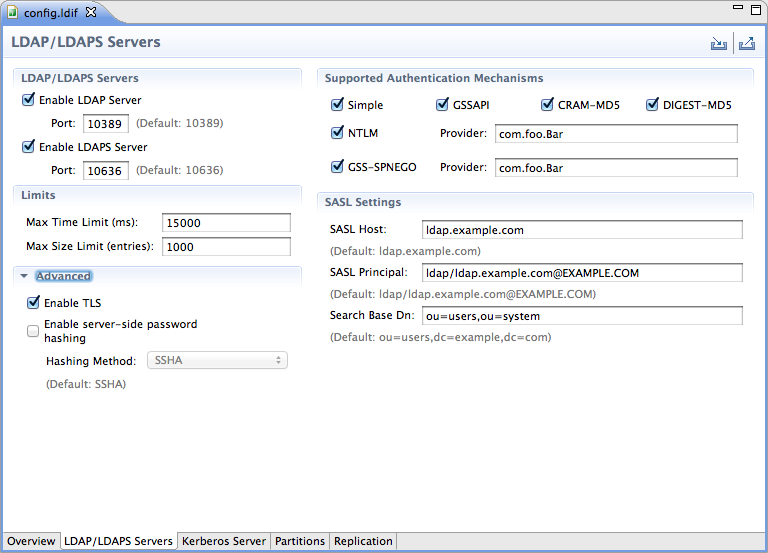 config.ldif
LDAP/LDAPS Servers
LDAP/LDAPS Servers
Enable LDAP Server
Port: 10389 (Default: 10389)
Enable LDAPS Server
Port: 10636 (Default: 10636)
Limits
Max Time Limit (ms): 15000
Max Size Limit (entries): 1000
Advanced
Enable TLS
Enable server-side password
hashing
Hashing Method: SSHA
(Default: SSHA)
Supported Authentication Mechanisms
Simple GSSAPI CRAM-MD5 DIGEST-MD5
NTLM Provider: com.foo.Bar
GSS-SPNEGO Provider: com.foo.Bar
SASL Settings
SASL Host: ldap.example.com
(Default: ldap.example.com)
SASL Principal: ldap/ldap.example.com@EXAMPLE.COM
(Default: ldap/ldap.example.com@EXAMPLE.COM)
Search Base Dn: ou=users,ou=system
(Default: ou=users,dc=example,dc=com)
Overview LDAP/LDAPS Servers Kerberos Server Partitions Replication